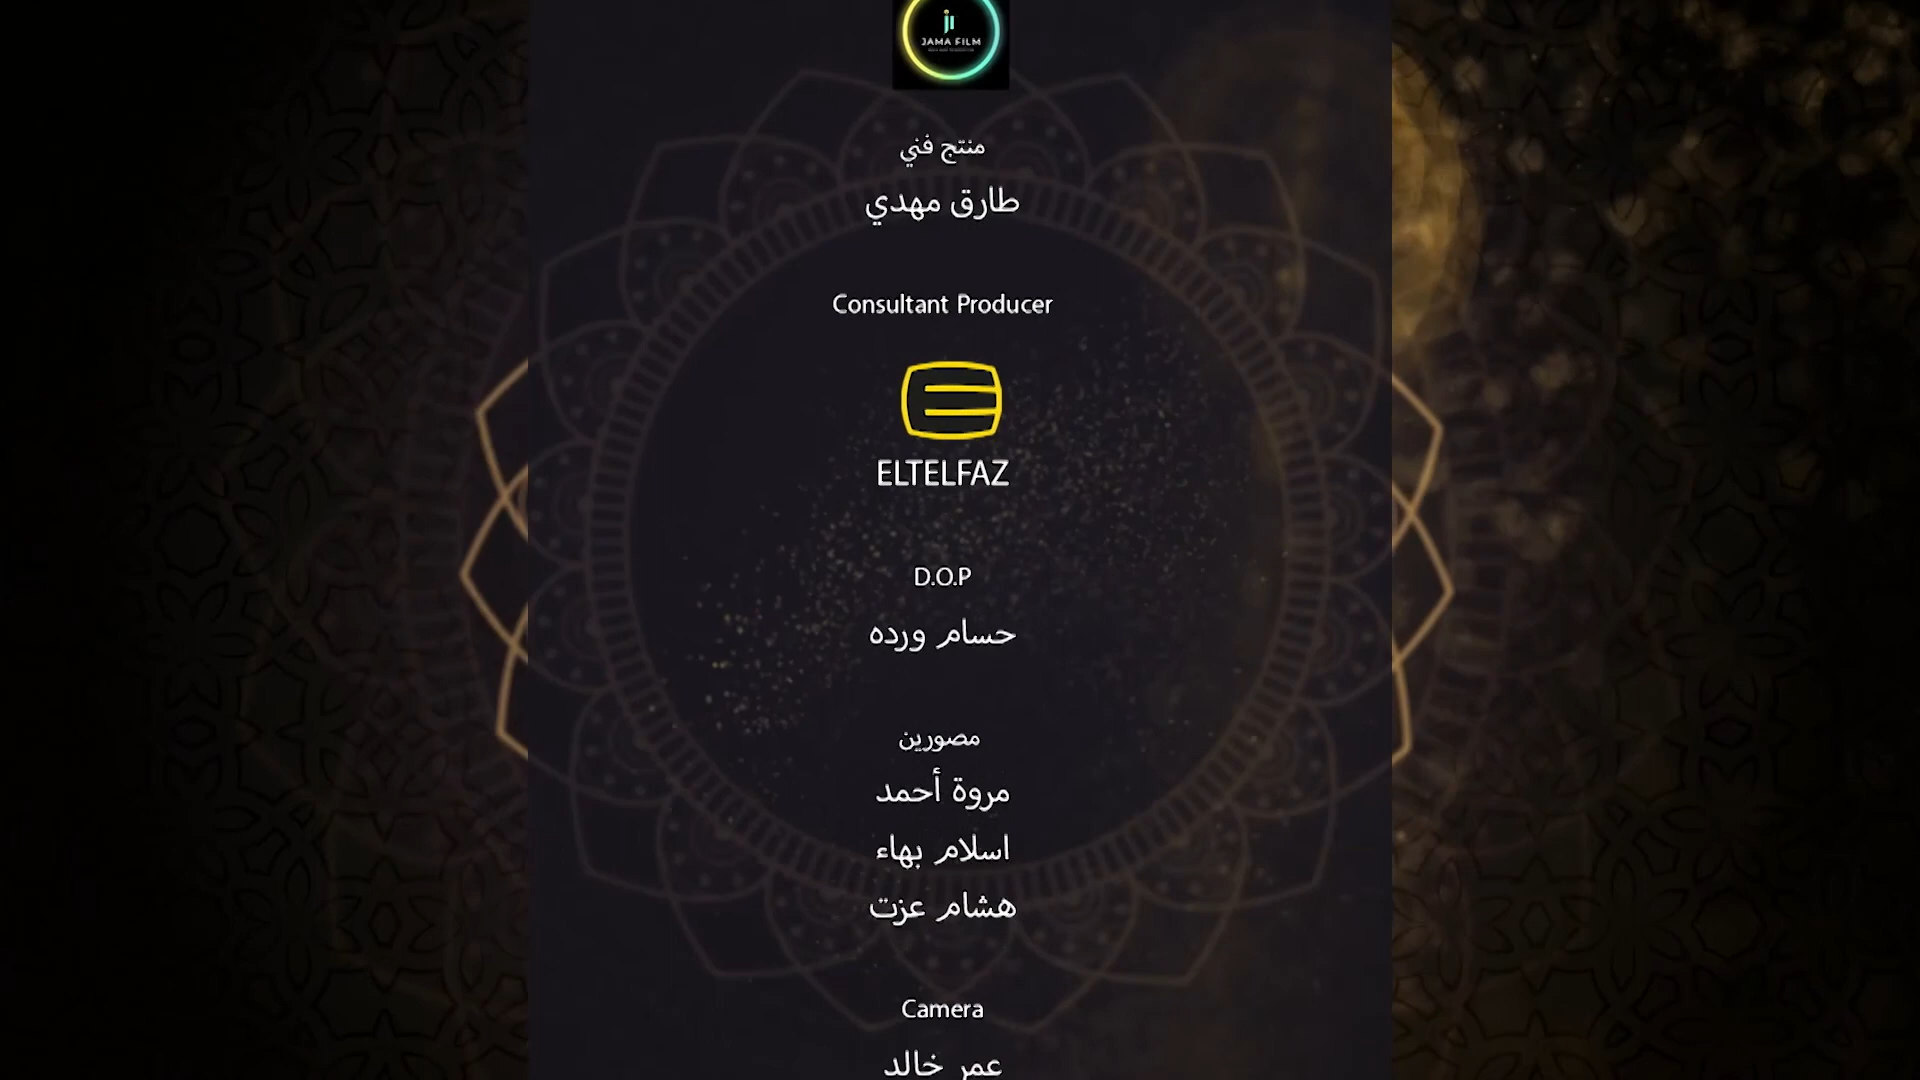 JAMA FILM
منتج فني
طارق مهدي
Consultant Producer
ELTELFAZ
D.O.P
حسام ورده
مصورين
مروة أحمد
اسلام بهاء
هشام عزت
Camera
عمر خالد